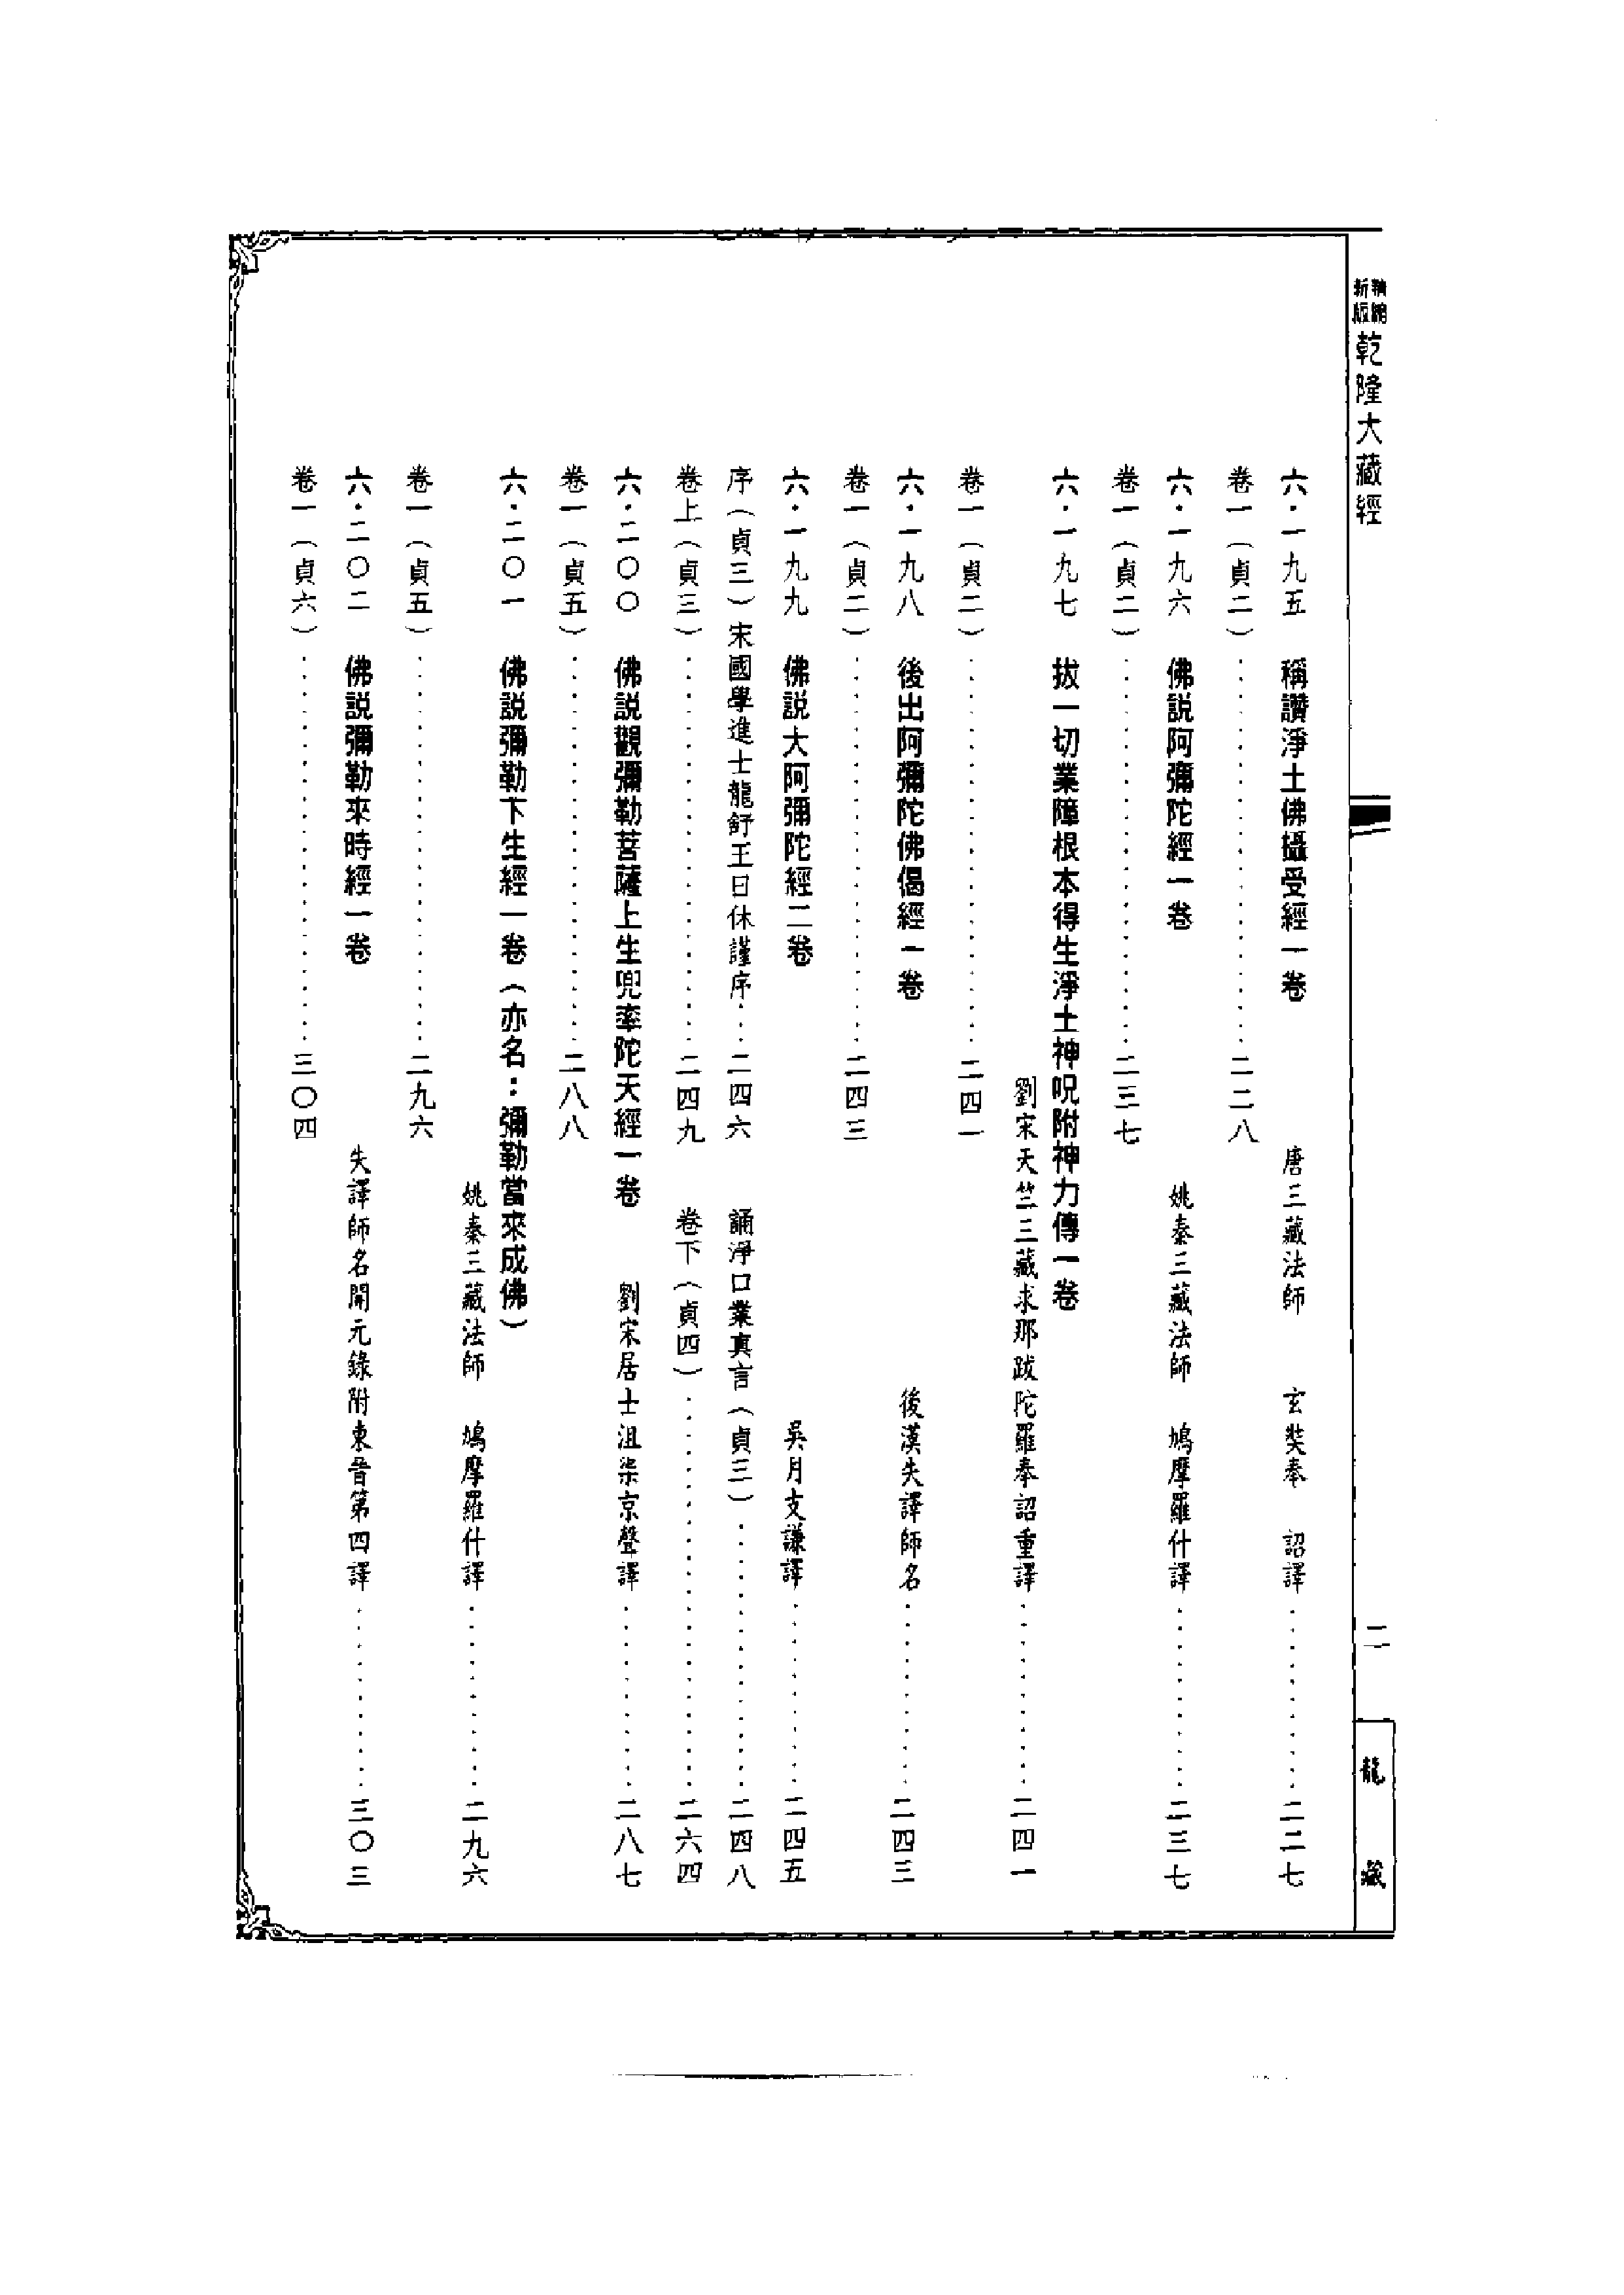 新版 精縮 乾隆大藏經
二
龍藏
六·一九五 稱讚淨土佛攝受經一卷 唐三藏法師 玄奘奉 詔譯…………二二七
卷一(貞二)…………二二八
六·一九六 佛説阿彌陀經一卷 姚秦三藏法師 鳩摩羅什譯…………二三七
卷一(貞二)…………二三七
六·一九七 拔一切業障根本得生淨土神呪附神力傳一卷
劉宋天竺三藏求那跋陀羅奉詔重譯…………二四一
卷一(貞二)…………二四一
六·一九八 後出阿彌陀佛偈經一卷 後漢失譯師名…………二四三
卷一(貞二)…………二四三
六·一九九 佛説大阿彌陀經二卷 吳月支謙譯…………二四五
序(貞三)宋國學進士龍舒王日休謹序…二四六 誦淨口業真言(貞三)…………二四八
卷上(貞三)…………二四九 卷下(貞四)…………二六四
六·二〇〇 佛説觀彌勒菩薩上生兜率陀天經一卷 劉宋居士沮渠京聲譯…………二八七
卷一(貞五)…………二八八
六·二〇一 佛説彌勒下生經一卷(亦名:彌勒當來成佛)
姚秦三藏法師 鳩摩羅什譯…………二九六
卷一(貞五)…………二九六
六·二〇二 佛説彌勒來時經一卷 失譯師名開元錄附東晉第四譯…………三〇三
卷一(貞六)…………三〇四